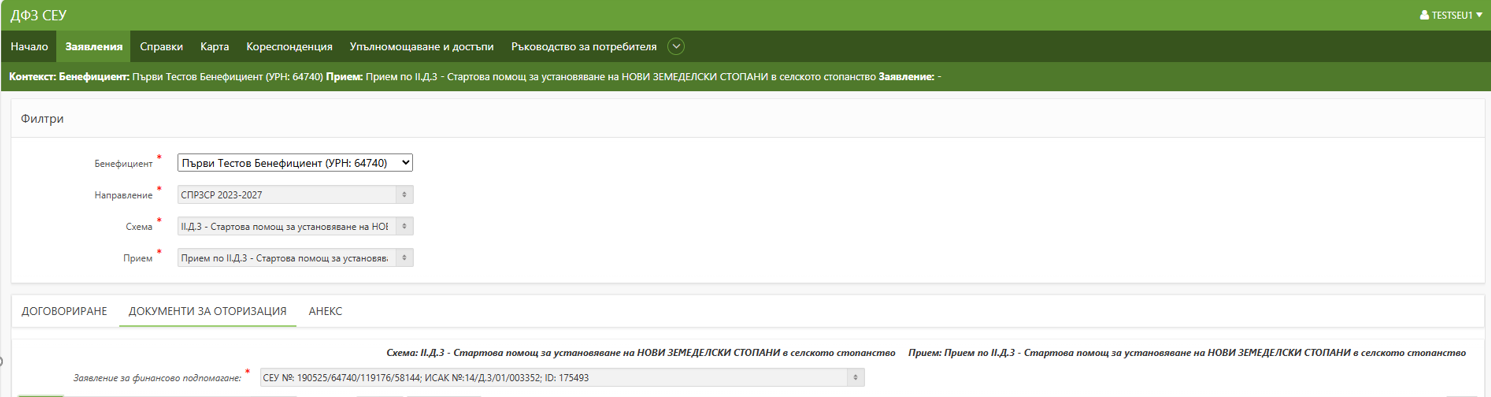 ДФЗ СЕУ
TESTSEU1
Начало Заявления Справки Карта Кореспонденция Упълномощаване и достъпи Ръководство за потребителя
Контекст: Бенефициент: Първи Тестов Бенефициент (УРН: 64740) Прием: Прием по II.Д.3 - Стартова помощ за установяване на НОВИ ЗЕМЕДЕЛСКИ СТОПАНИ в селското стопанство Заявление: -
Филтри
Бенефициент * Първи Тестов Бенефициент (УРН: 64740)
Направление * СПРЗСР 2023-2027
Схема * II.Д.3 - Стартова помощ за установяване на НОВ
Прием * Прием по II.Д.3 - Стартова помощ за установява
ДОГОВОРИРАНЕ ДОКУМЕНТИ ЗА ОТОРИЗАЦИЯ АНЕКС
Схема: II.Д.3 - Стартова помощ за установяване на НОВИ ЗЕМЕДЕЛСКИ СТОПАНИ в селското стопанство Прием: Прием по II.Д.3 - Стартова помощ за установяване на НОВИ ЗЕМЕДЕЛСКИ СТОПАНИ в селското стопанство
Заявление за финансово подпомагане: * СЕУ №: 190525/64740/119176/58144; ИСАК №:14/Д.3/01/003352; ID: 175493